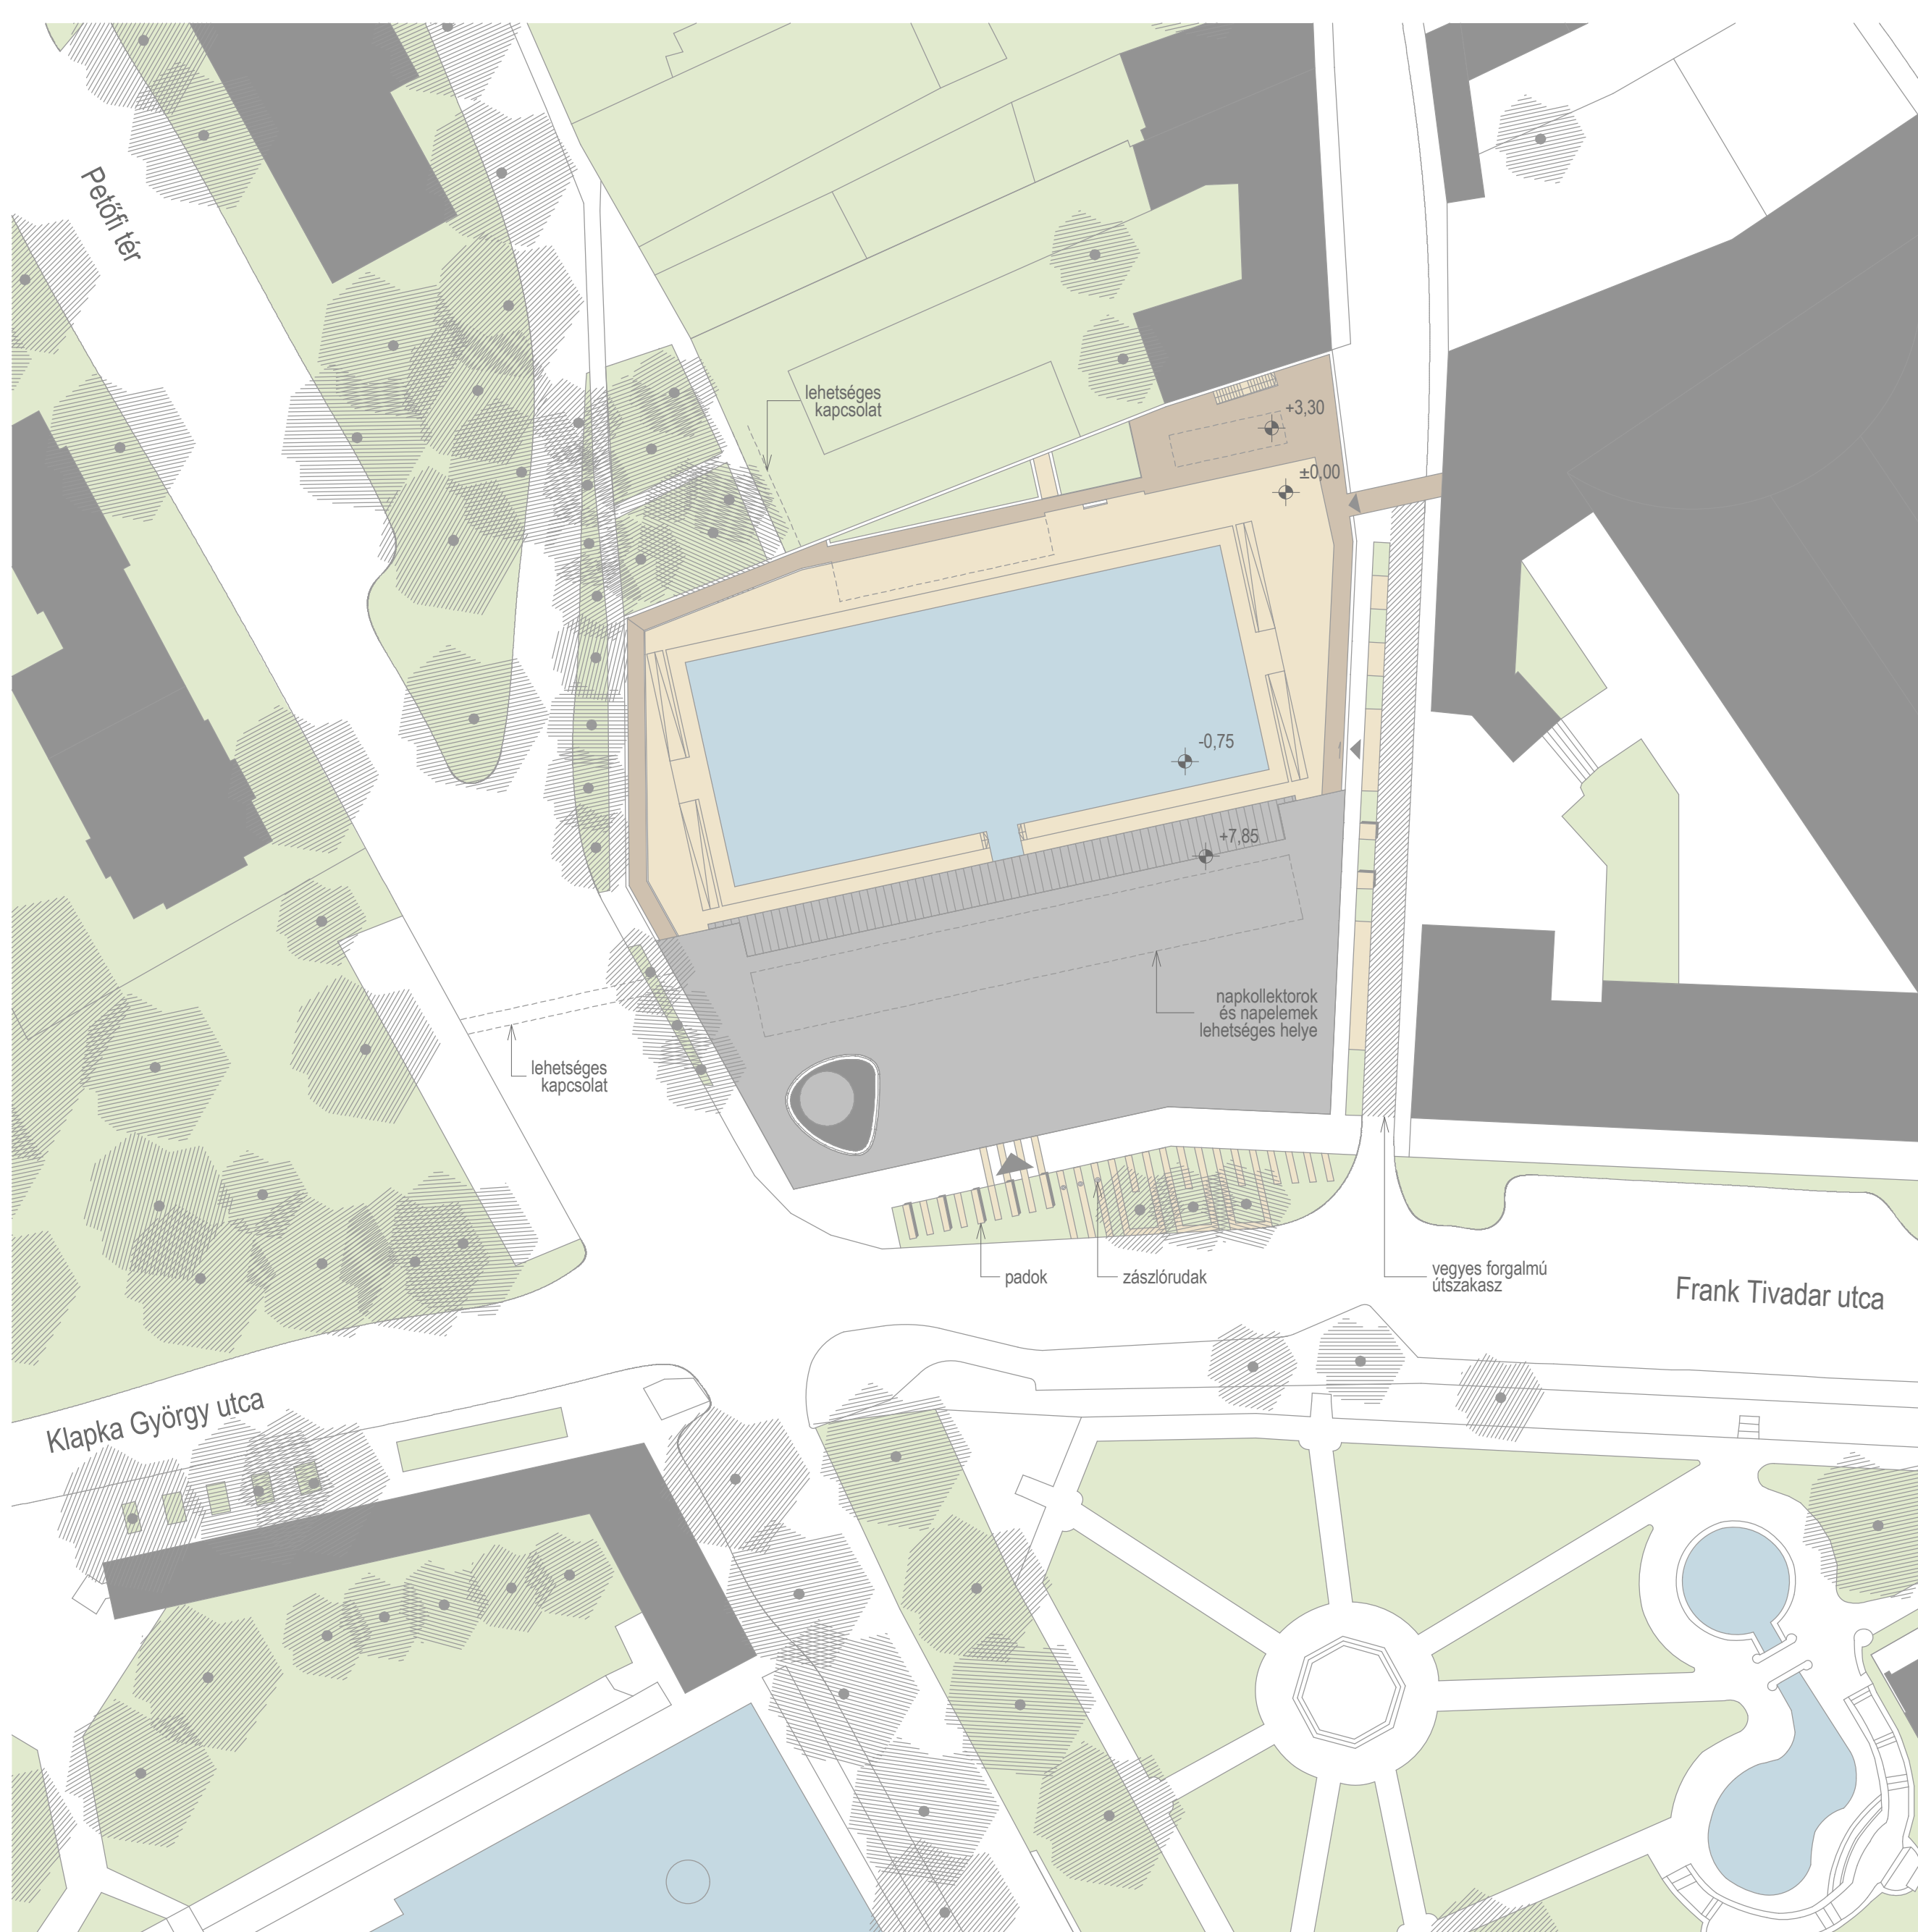 Petőfi tér
lehetséges
kapcsolat
+3,30
±0,00
-0,75
+7,85
napkollektorok
és napelemek
lehetséges helye
lehetséges
kapcsolat
padok
zászlórudak
vegyes forgalmú
útszakasz
Frank Tivadar utca
Klapka György utca